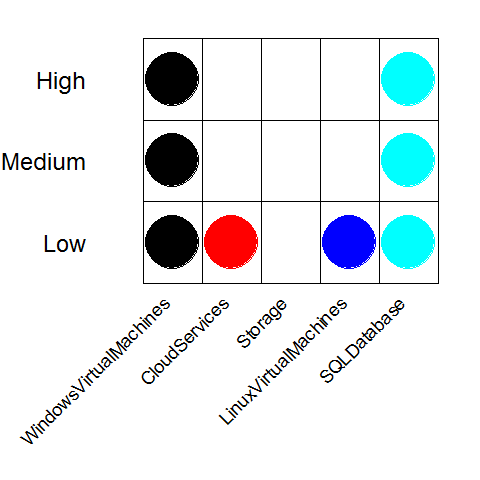 High
Medium
Low
WindowsVirtualMachines
CloudServices
Storage
LinuxVirtualMachines
SQLDatabase